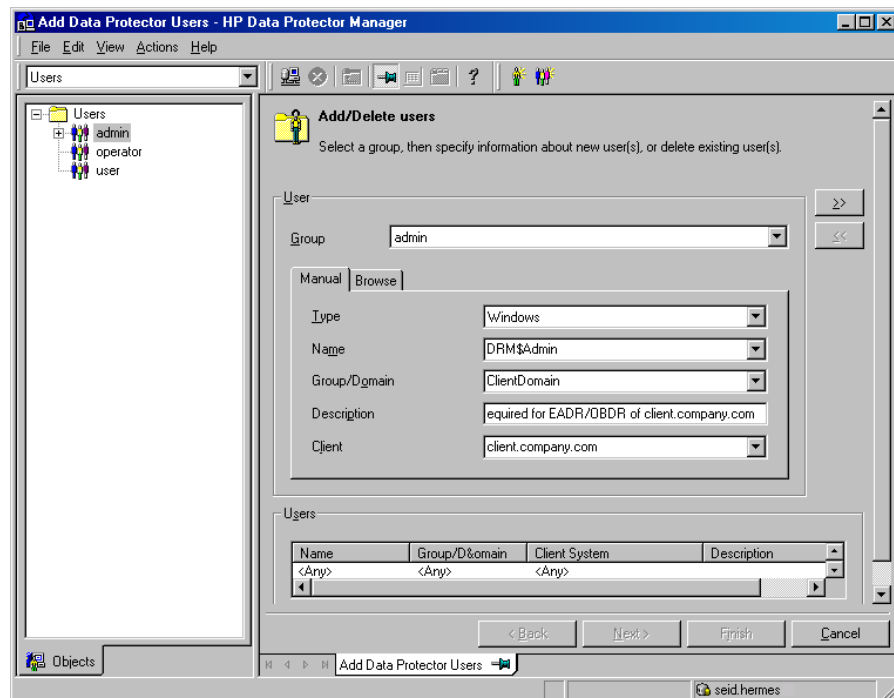 Add Data Protector Users - HP Data Protector Manager
File Edit View Actions Help
Users
Users
admin
operator
user
Add/Delete users
Select a group, then specify information about new user(s), or delete existing user(s).
User
>>
<<
Group admin
Manual Browse
Type Windows
Name DRM$Admin
Group/Domain ClientDomain
Description equired for EADR/OBDR of client.company.com
Client client.company.com
Users
Name Group/D&omain Client System Description
<Any> <Any> <Any>
< Back Next > Finish Cancel
Objects
Add Data Protector Users
seid.hermes